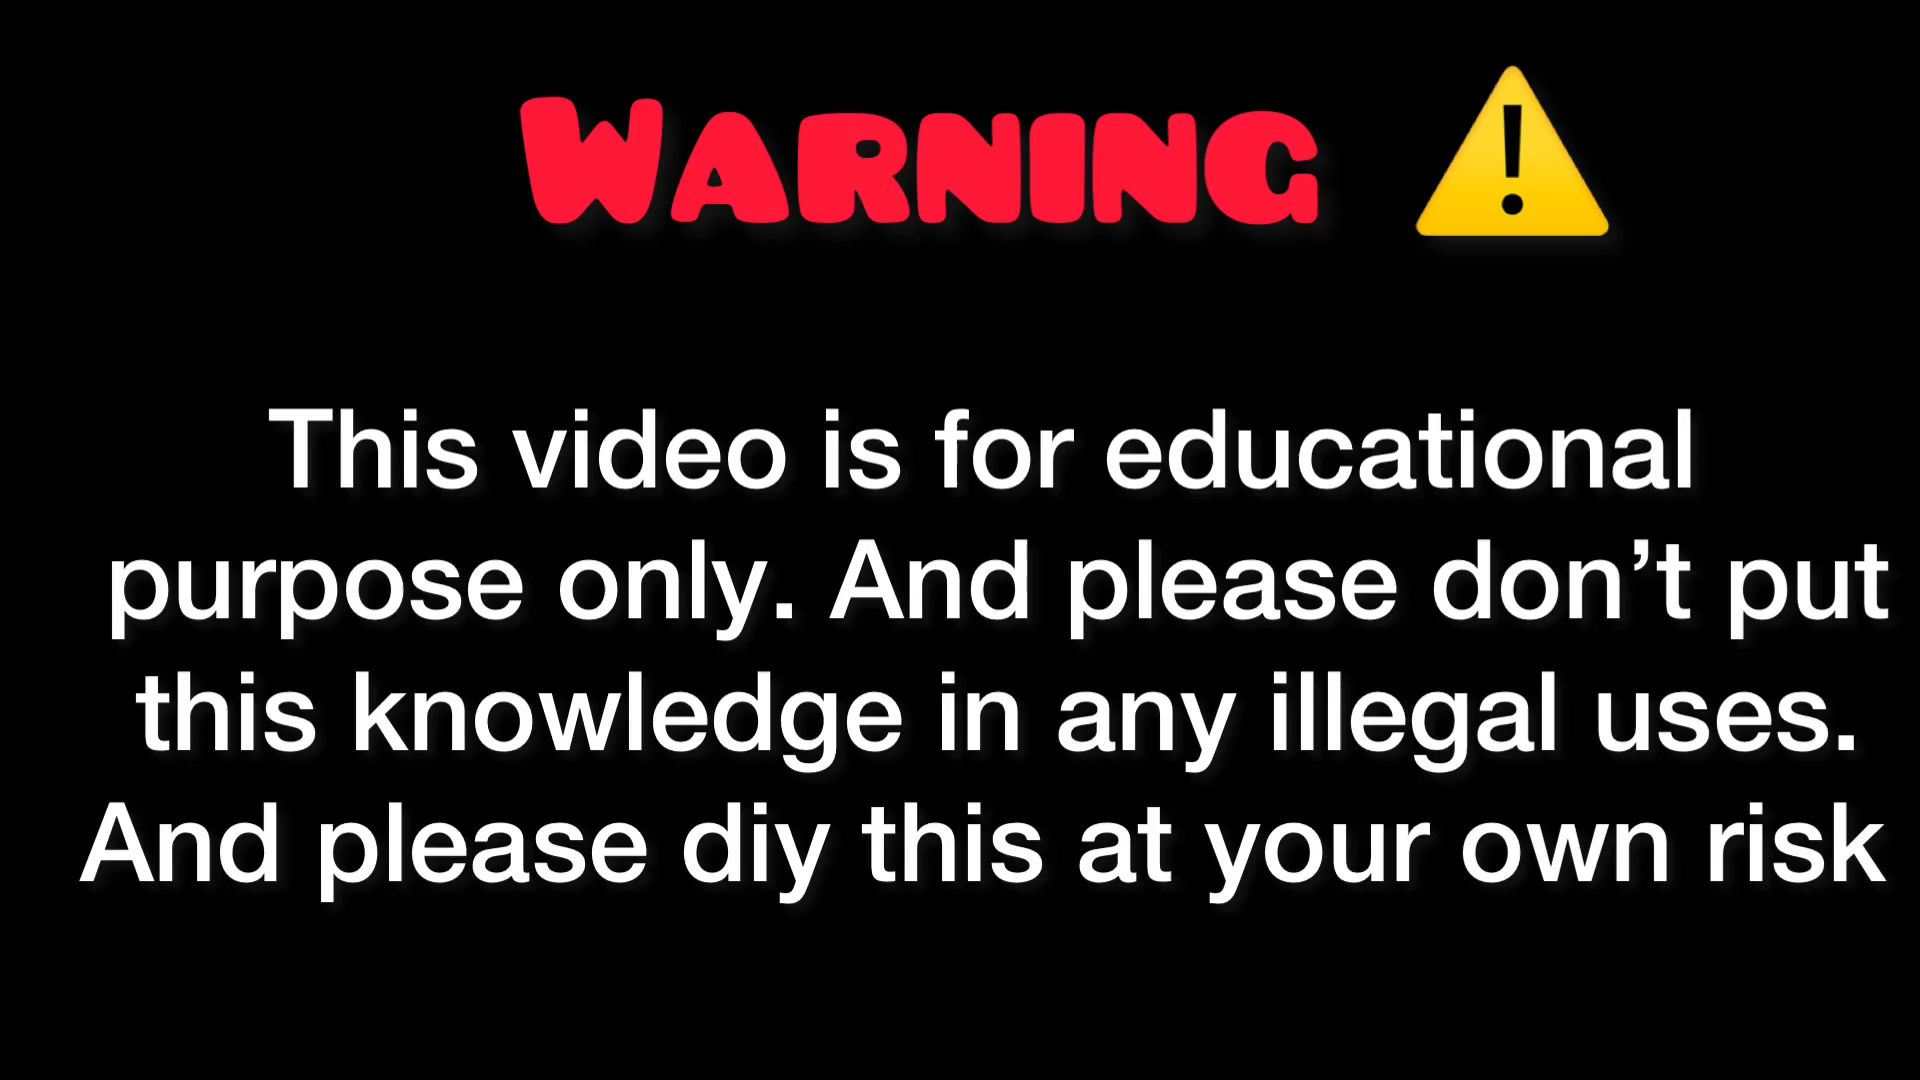 WARNING ⚠️
This video is for educational
purpose only. And please don’t put
this knowledge in any illegal uses.
And please diy this at your own risk